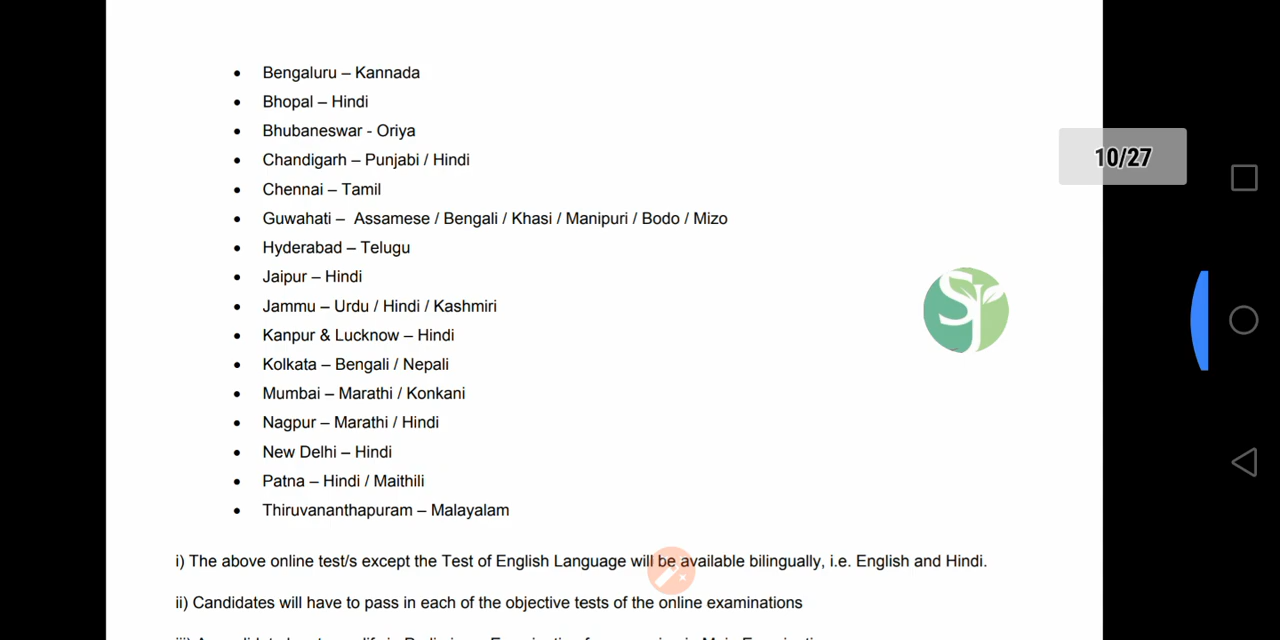 • Bengaluru – Kannada
• Bhopal – Hindi
• Bhubaneswar - Oriya
• Chandigarh – Punjabi / Hindi
• Chennai – Tamil
• Guwahati – Assamese / Bengali / Khasi / Manipuri / Bodo / Mizo
• Hyderabad – Telugu
• Jaipur – Hindi
• Jammu – Urdu / Hindi / Kashmiri
• Kanpur & Lucknow – Hindi
• Kolkata – Bengali / Nepali
• Mumbai – Marathi / Konkani
• Nagpur – Marathi / Hindi
• New Delhi – Hindi
• Patna – Hindi / Maithili
• Thiruvananthapuram – Malayalam
i) The above online test/s except the Test of English Language will be available bilingually, i.e. English and Hindi.
ii) Candidates will have to pass in each of the objective tests of the online examinations
10/27